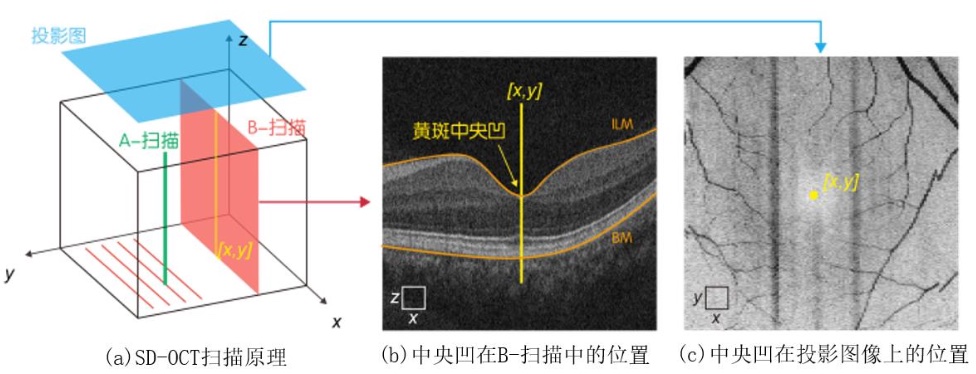 投影图
z
A-扫描
B-扫描
[x,y]
y
x
(a)SD-OCT扫描原理
[x,y]
黄斑中央凹
ILM
BM
z
x
(b)中央凹在B-扫描中的位置
[x,y]
y
x
(c)中央凹在投影图像上的位置